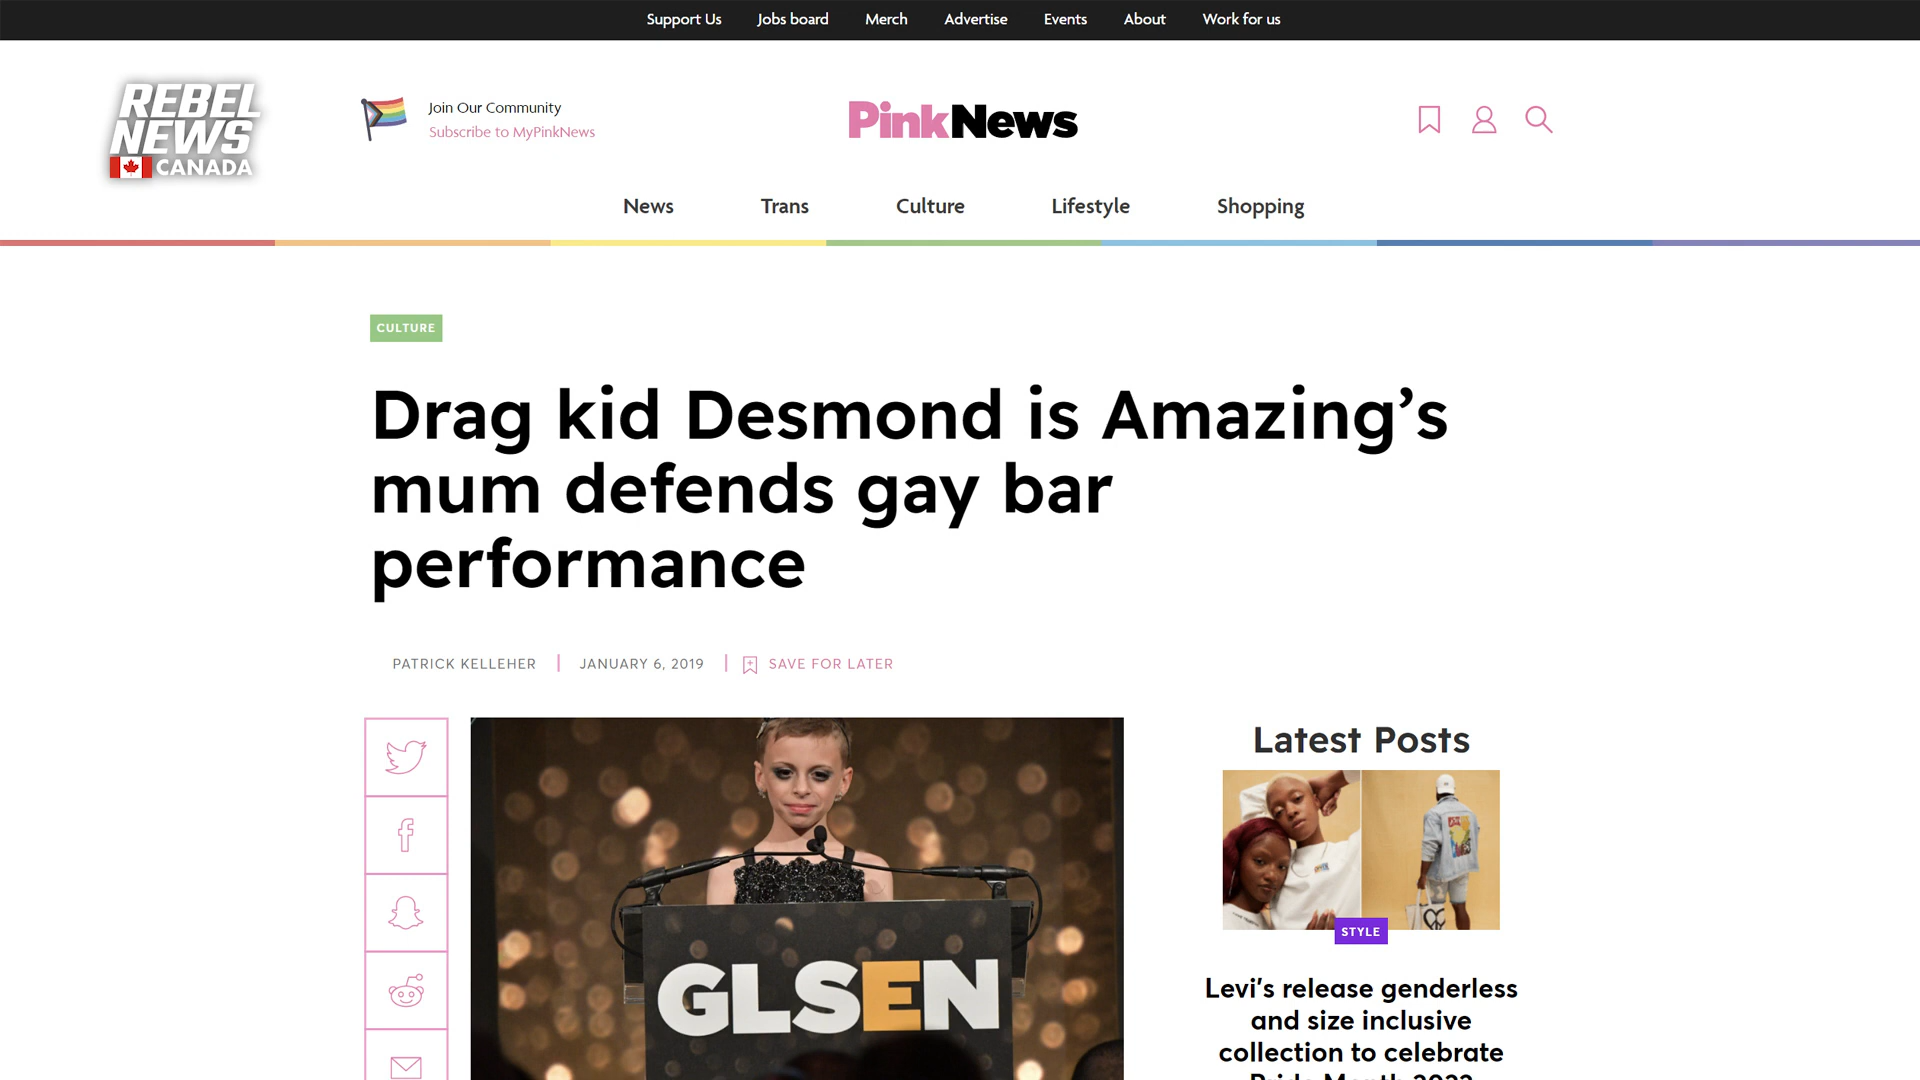 Support Us Jobs board Merch Advertise Events About Work for us
REBEL
NEWS
CANADA
Join Our Community
Subscribe to MyPinkNews
PinkNews
News Trans Culture Lifestyle Shopping
CULTURE
Drag kid Desmond is Amazing’s
mum defends gay bar
performance
PATRICK KELLEHER | JANUARY 6, 2019 | SAVE FOR LATER
GLSEN
Latest Posts
STYLE
Levi’s release genderless
and size inclusive
collection to celebrate
Pride Month 2023